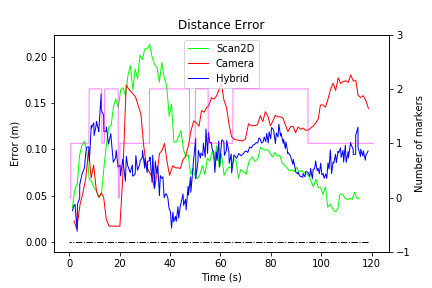 Distance Error
Scan2D
Camera
Hybrid
Error (m)
0.20
0.15
0.10
0.05
0.00
3
2
1
0
−1
Number of markers
0 20 40 60 80 100 120
Time (s)